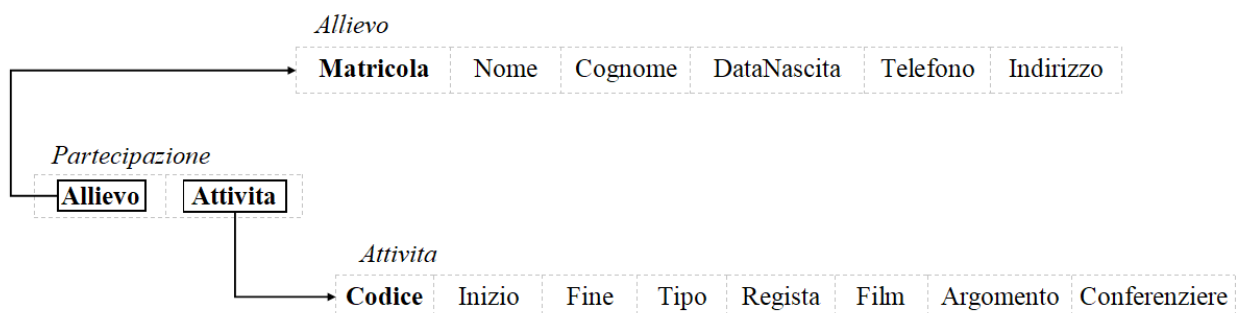 Allievo
Matricola Nome Cognome DataNascita Telefono Indirizzo
Partecipazione
Allievo Attivita
Attivita
Codice Inizio Fine Tipo Regista Film Argomento Conferenziere